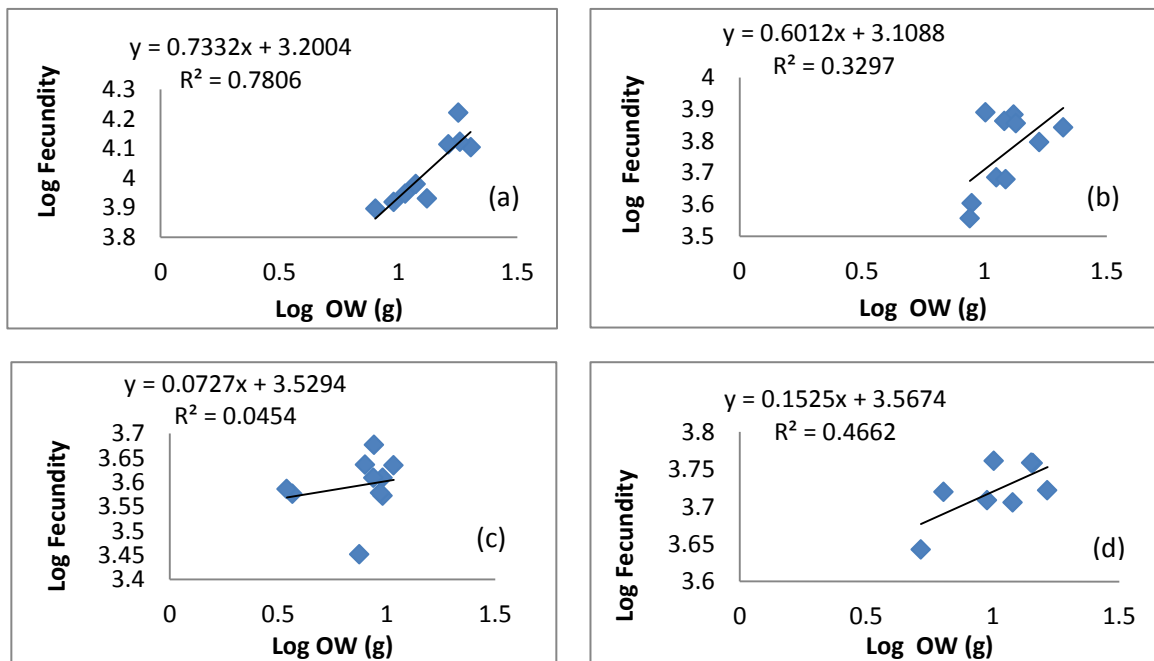 y = 0.7332x + 3.2004
R² = 0.7806
Log Fecundity
4.3
4.2
4.1
4
3.9
3.8
0
0.5
1
1.5
Log OW (g)
(a)
y = 0.6012x + 3.1088
R² = 0.3297
Log Fecundity
4
3.9
3.8
3.7
3.6
3.5
0
0.5
1
1.5
Log OW (g)
(b)
y = 0.0727x + 3.5294
R² = 0.0454
Log Fecundity
3.7
3.65
3.6
3.55
3.5
3.45
3.4
0
0.5
1
1.5
Log OW (g)
(c)
y = 0.1525x + 3.5674
R² = 0.4662
Log Fecundity
3.8
3.75
3.7
3.65
3.6
0
0.5
1
1.5
Log OW (g)
(d)